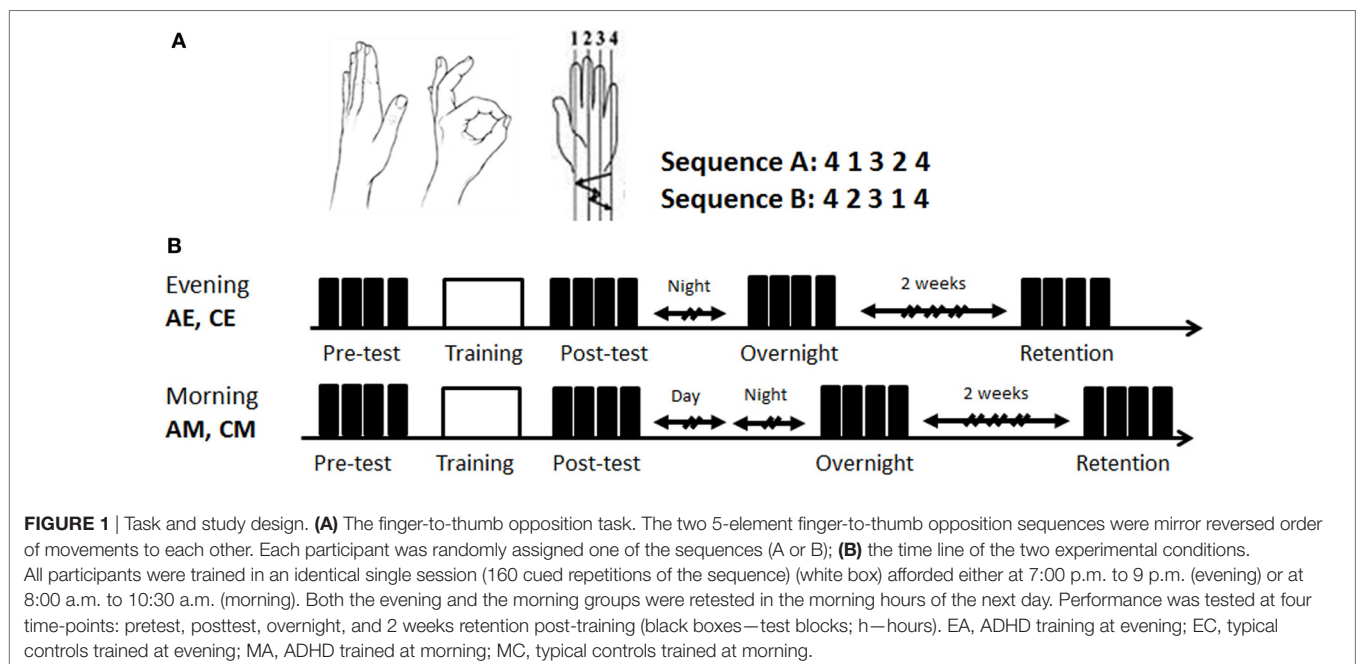 A
1 2 3 4
Sequence A: 4 1 3 2 4
Sequence B: 4 2 3 1 4
B
Evening
AE, CE
Night
2 weeks
Pre-test Training Post-test Overnight Retention
Morning
AM, CM
Day
Night
2 weeks
Pre-test Training Post-test Overnight Retention
FIGURE 1 | Task and study design. (A) The finger-to-thumb opposition task. The two 5-element finger-to-thumb opposition sequences were mirror reversed order
of movements to each other. Each participant was randomly assigned one of the sequences (A or B); (B) the time line of the two experimental conditions.
All participants were trained in an identical single session (160 cued repetitions of the sequence) (white box) afforded either at 7:00 p.m. to 9 p.m. (evening) or at
8:00 a.m. to 10:30 a.m. (morning). Both the evening and the morning groups were retested in the morning hours of the next day. Performance was tested at four
time-points: pretest, posttest, overnight, and 2 weeks retention post-training (black boxes—test blocks; h—hours). EA, ADHD training at evening; EC, typical
controls trained at evening; MA, ADHD trained at morning; MC, typical controls trained at morning.